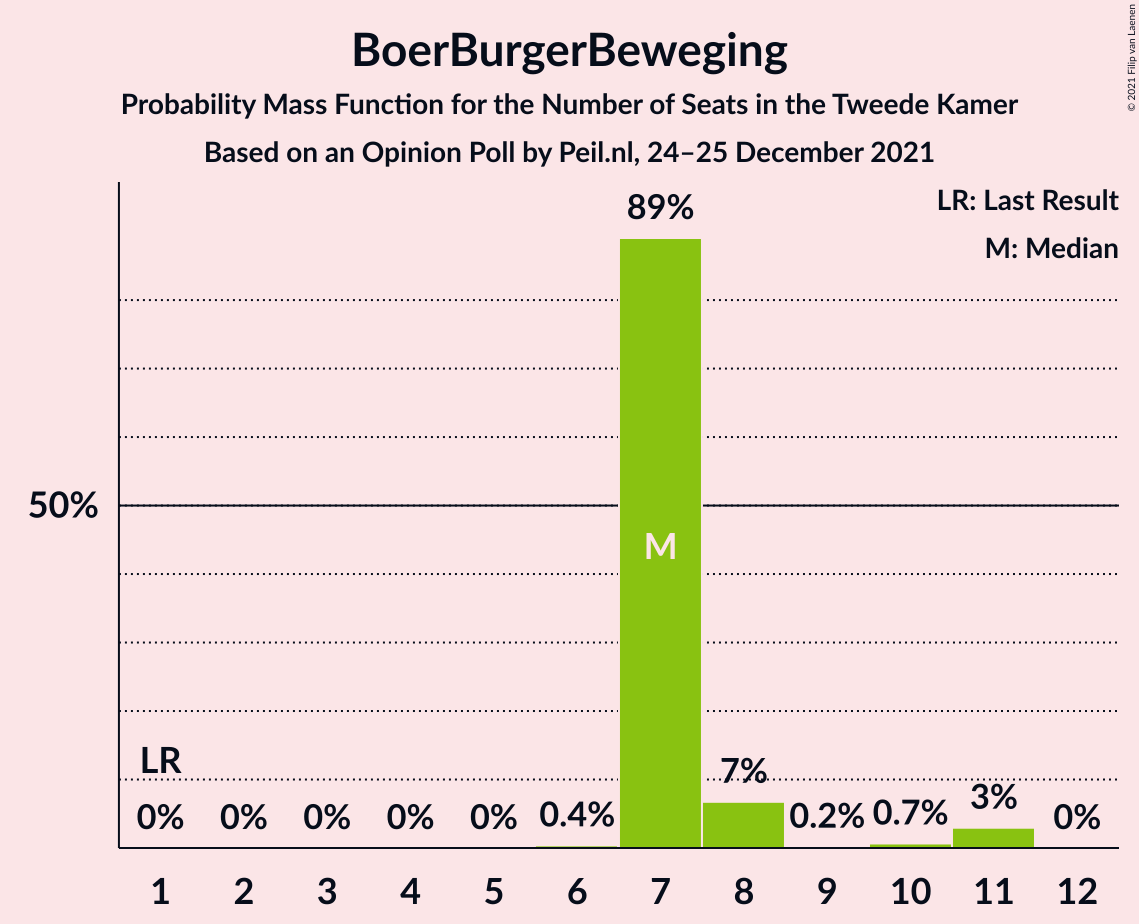 BoerBurgerBeweging
Probability Mass Function for the Number of Seats in the Tweede Kamer
Based on an Opinion Poll by Peil.nl, 24–25 December 2021
© 2021 Filip van Laenen
LR: Last Result
M: Median
89%
50%
M
LR
0%
0%
0%
0%
0%
0.4%
7%
0.2%
0.7%
3%
0%
1 2 3 4 5 6 7 8 9 10 11 12